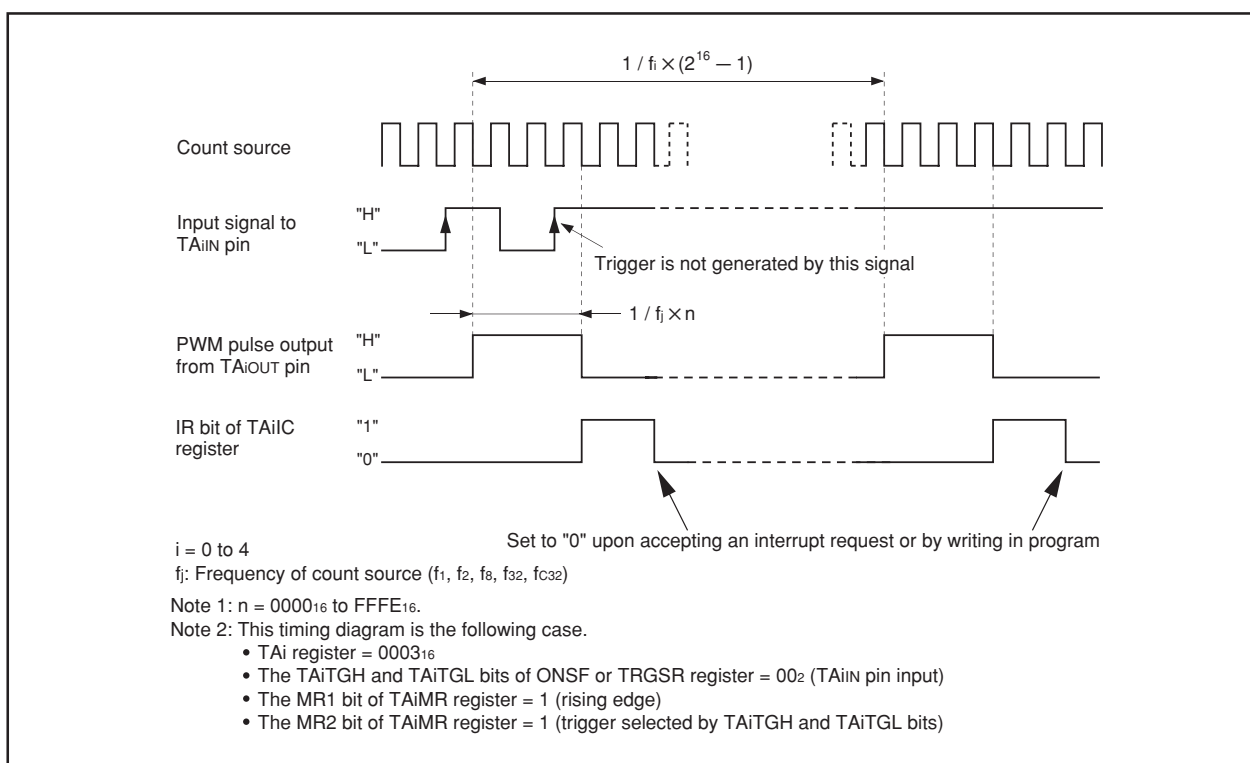 1 / fi × (2^16 — 1)
Count source
Input signal to
TAiIN pin
"H"
"L"
Trigger is not generated by this signal
1 / fj × n
PWM pulse output
from TAiOUT pin
"H"
"L"
IR bit of TAiIC
register
"1"
"0"
Set to "0" upon accepting an interrupt request or by writing in program
i = 0 to 4
fj: Frequency of count source (f1, f2, f8, f32, fC32)
Note 1: n = 000016 to FFFE16.
Note 2: This timing diagram is the following case.
• TAi register = 000316
• The TAiTGH and TAiTGL bits of ONSF or TRGSR register = 002 (TAiIN pin input)
• The MR1 bit of TAiMR register = 1 (rising edge)
• The MR2 bit of TAiMR register = 1 (trigger selected by TAiTGH and TAiTGL bits)